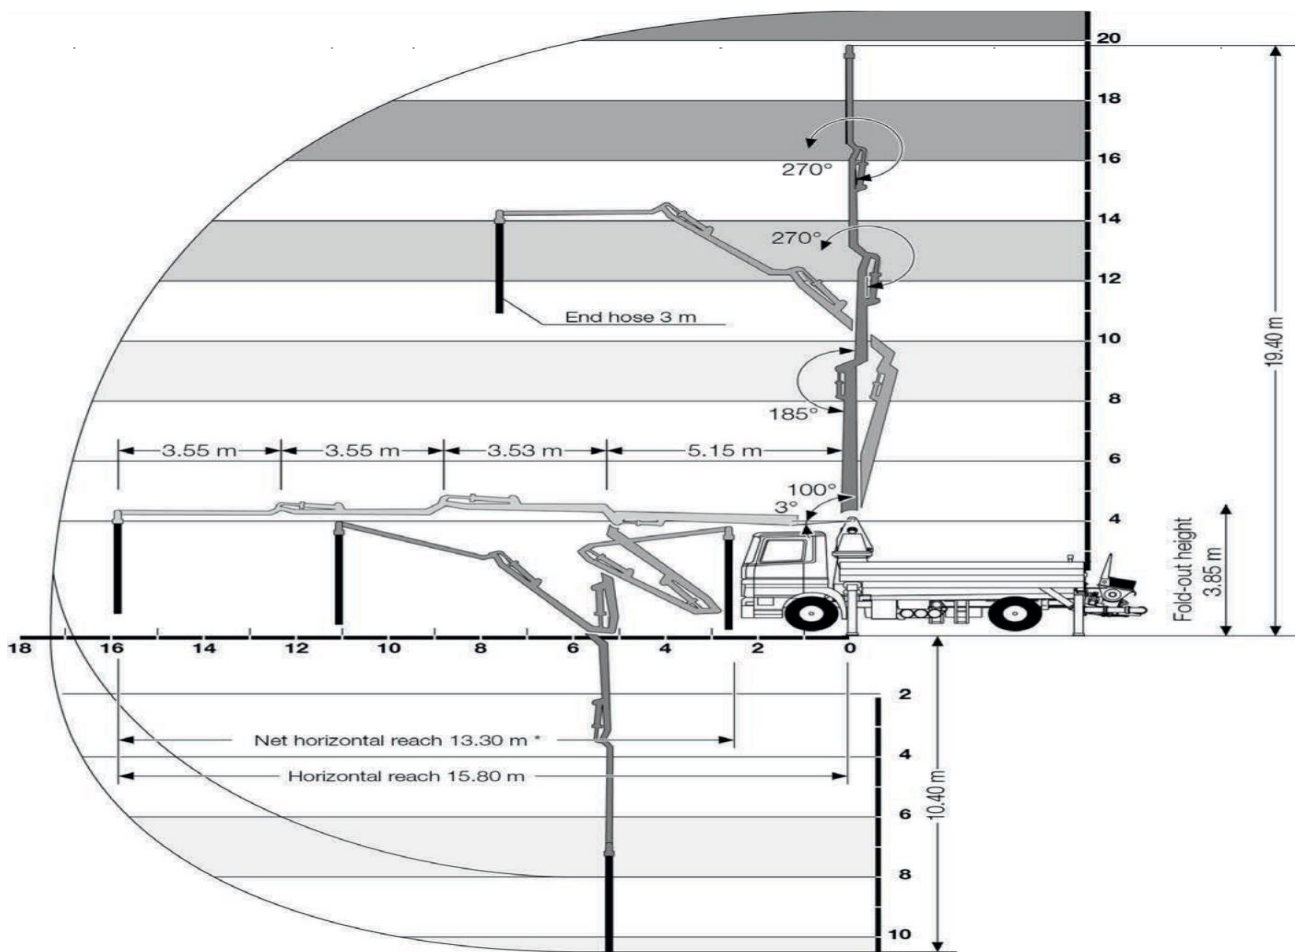 20
18
16
270°
14
270°
12
End hose 3 m
10
19.40 m
8
185°
3.55 m
3.55 m
3.53 m
5.15 m
6
100°
3°
4
Fold-out height
3.85 m
18
16
14
12
10
8
6
4
2
0
2
Net horizontal reach 13.30 m *
4
Horizontal reach 15.80 m
10.40 m
6
8
10